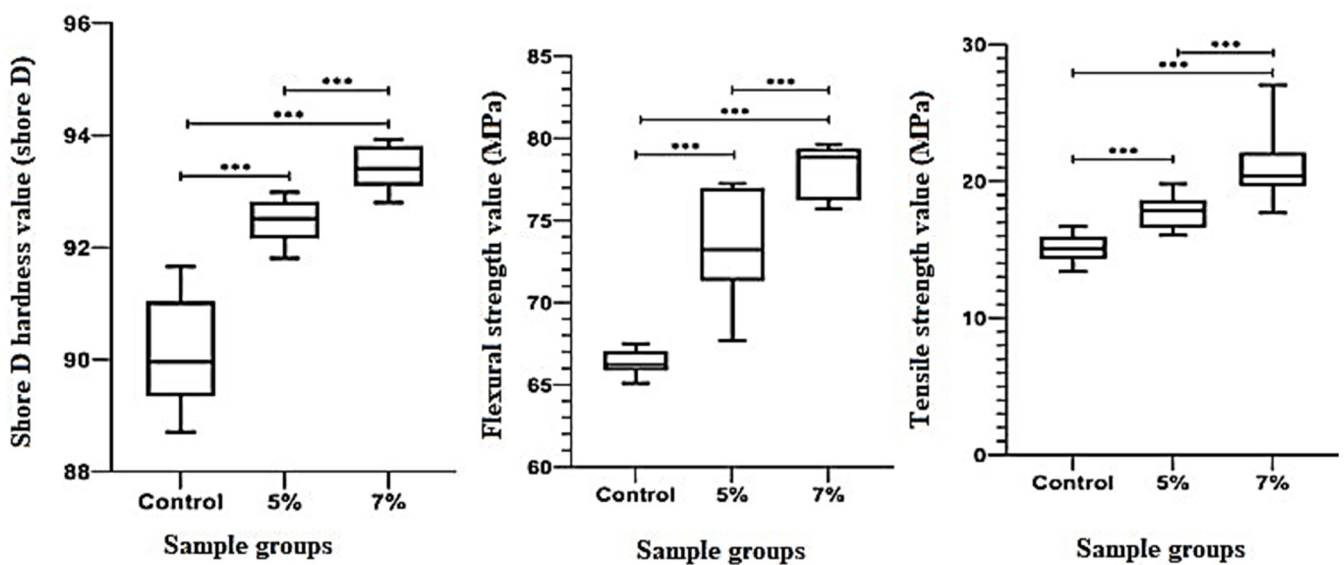 Shore D hardness value (shore D)
96
94
92
90
88
***
***
***
Control 5% 7%
Sample groups
Flexural strength value (MPa)
85
80
75
70
65
60
***
***
***
Control 5% 7%
Sample groups
Tensile strength value (MPa)
30
20
10
0
***
***
***
Control 5% 7%
Sample groups